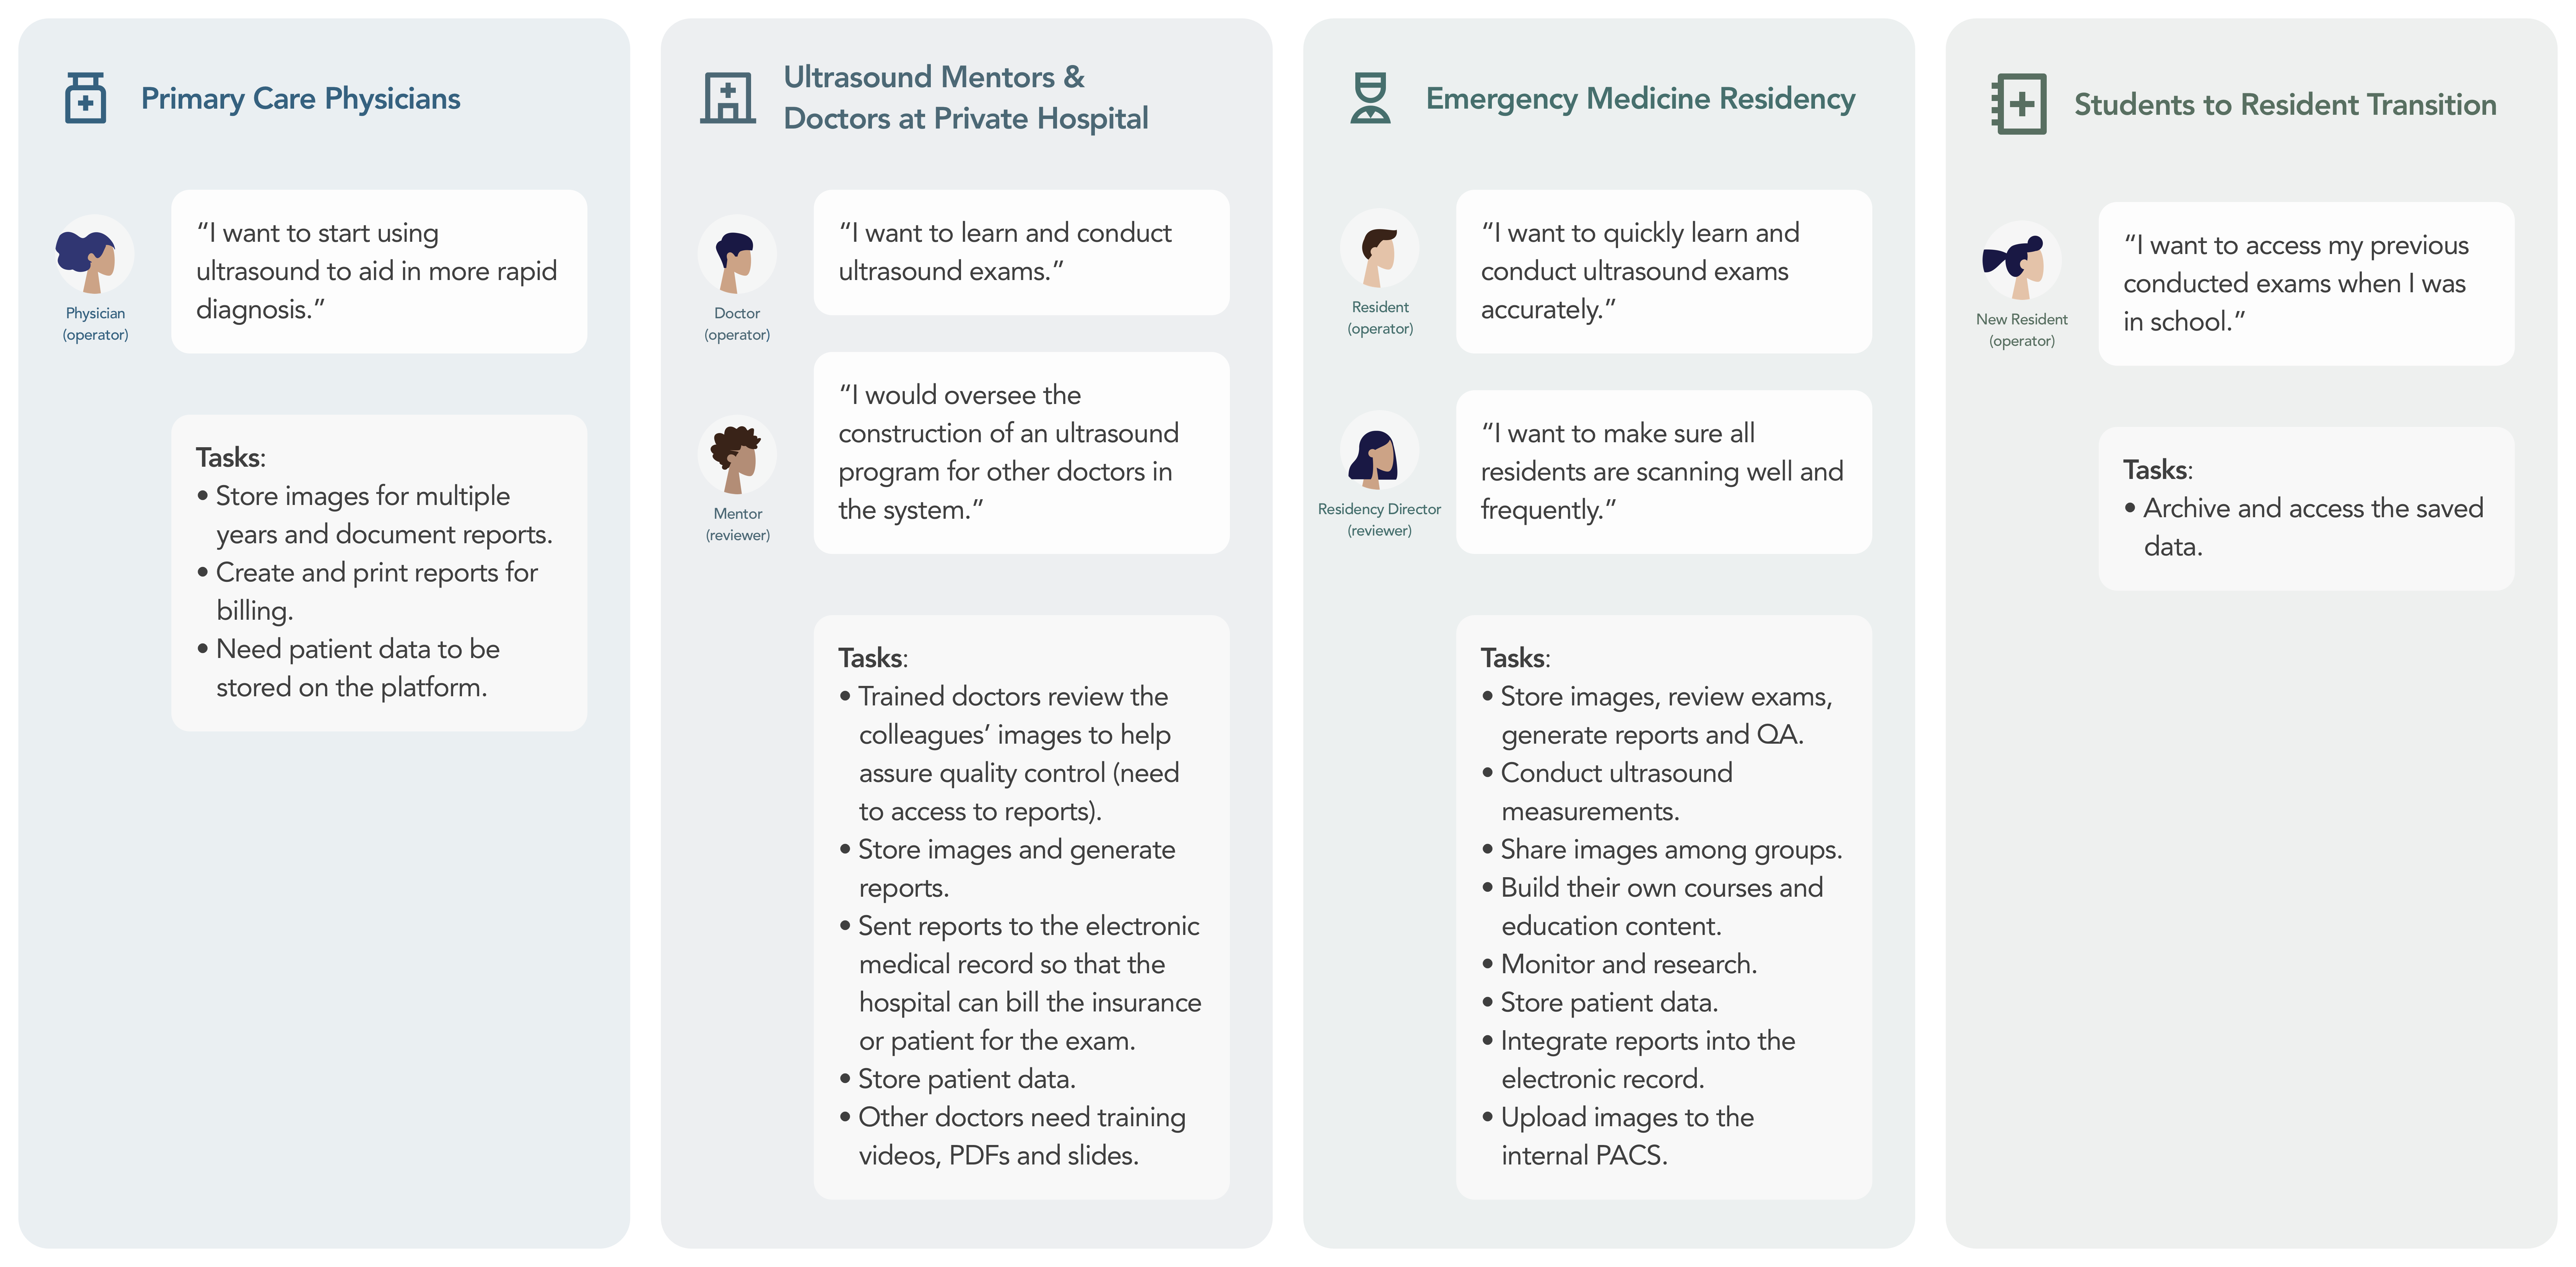 Primary Care Physicians
“I want to start using
ultrasound to aid in more rapid
diagnosis.”
Physician
(operator)
Tasks:
• Store images for multiple
years and document reports.
• Create and print reports for
billing.
• Need patient data to be
stored on the platform.
Ultrasound Mentors &
Doctors at Private Hospital
“I want to learn and conduct
ultrasound exams.”
Doctor
(operator)
“I would oversee the
construction of an ultrasound
program for other doctors in
the system.”
Mentor
(reviewer)
Tasks:
• Trained doctors review the
colleagues’ images to help
assure quality control (need
to access to reports).
• Store images and generate
reports.
• Sent reports to the electronic
medical record so that the
hospital can bill the insurance
or patient for the exam.
• Store patient data.
• Other doctors need training
videos, PDFs and slides.
Emergency Medicine Residency
“I want to quickly learn and
conduct ultrasound exams
accurately.”
Resident
(operator)
“I want to make sure all
residents are scanning well and
frequently.”
Residency Director
(reviewer)
Tasks:
• Store images, review exams,
generate reports and QA.
• Conduct ultrasound
measurements.
• Share images among groups.
• Build their own courses and
education content.
• Monitor and research.
• Store patient data.
• Integrate reports into the
electronic record.
• Upload images to the
internal PACS.
Students to Resident Transition
“I want to access my previous
conducted exams when I was
in school.”
New Resident
(operator)
Tasks:
• Archive and access the saved
data.